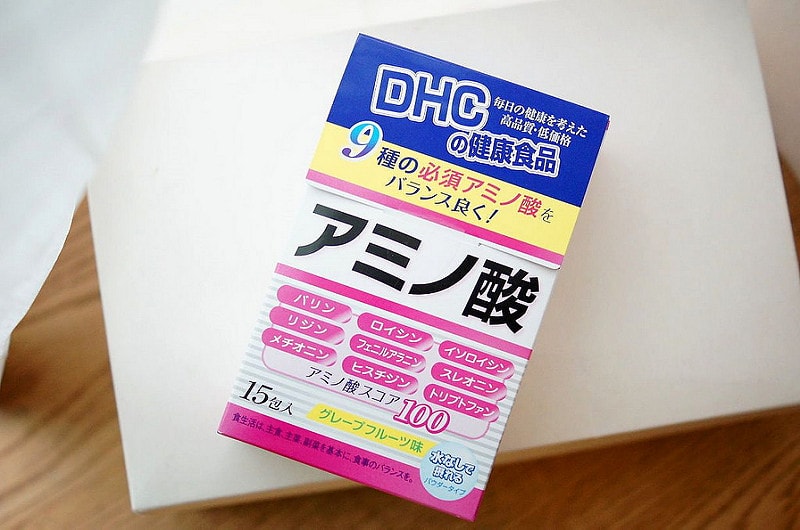 DHC
毎日の健康を考えた
高品質・低価格
の健康食品
9種の必須アミノ酸を
バランス良く!
アミノ酸
バリン ロイシン イソロイシン
リジン フェニルアラニン スレオニン
メチオニン ヒスチジン トリプトファン
アミノ酸スコア100
15包入
グレープフルーツ味
水なしで
摂れる
パウダータイプ
食生活は、主食、主菜、副菜を基本に、食事のバランスを。